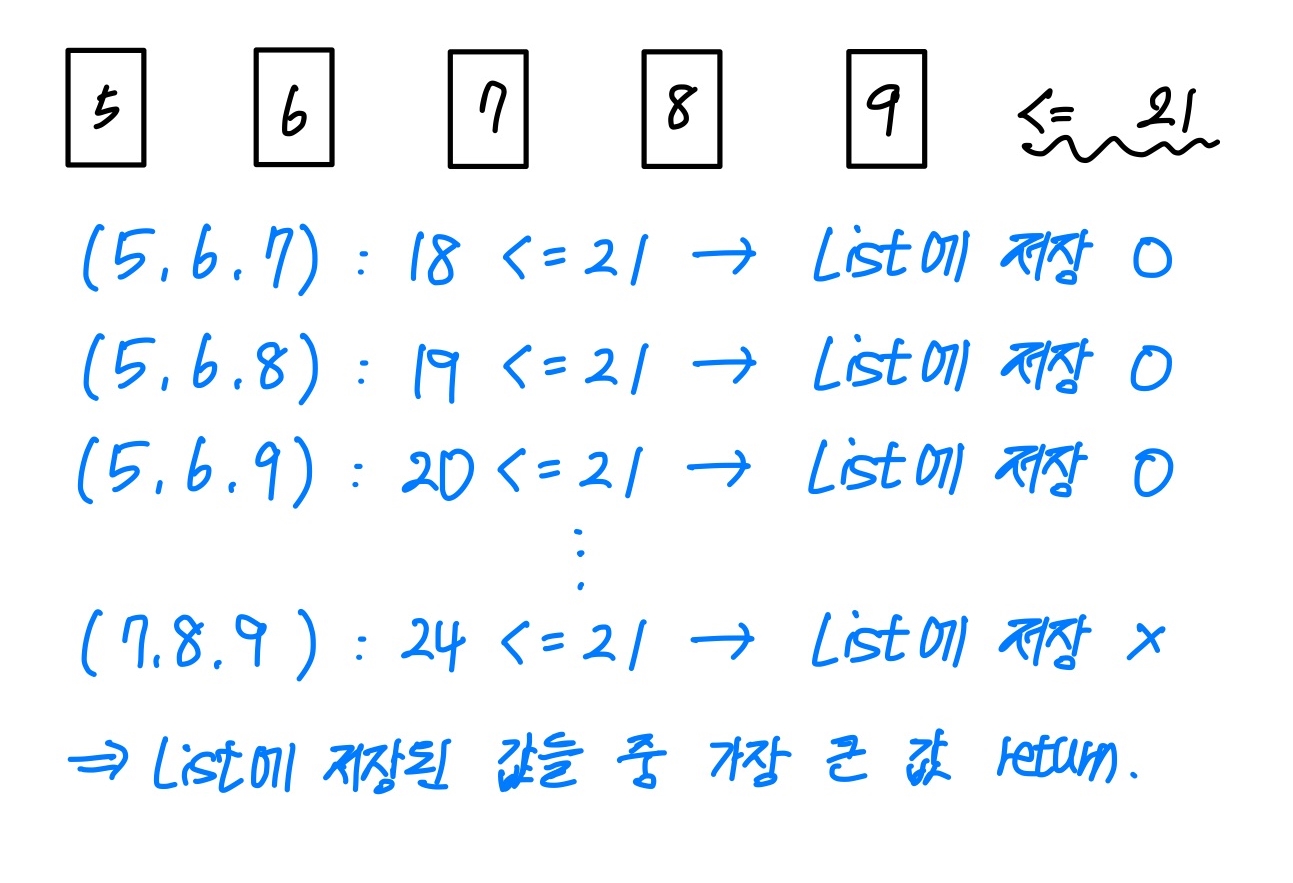 5 6 7 8 9 <= 21
(5, 6, 7) : 18 <= 21 → List에 저장 O
(5, 6, 8) : 19 <= 21 → List에 저장 O
(5, 6, 9) : 20 <= 21 → List에 저장 O
⋮
(7, 8, 9) : 24 <= 21 → List에 저장 X
⇒ List에 저장된 값들 중 가장 큰 값 return.